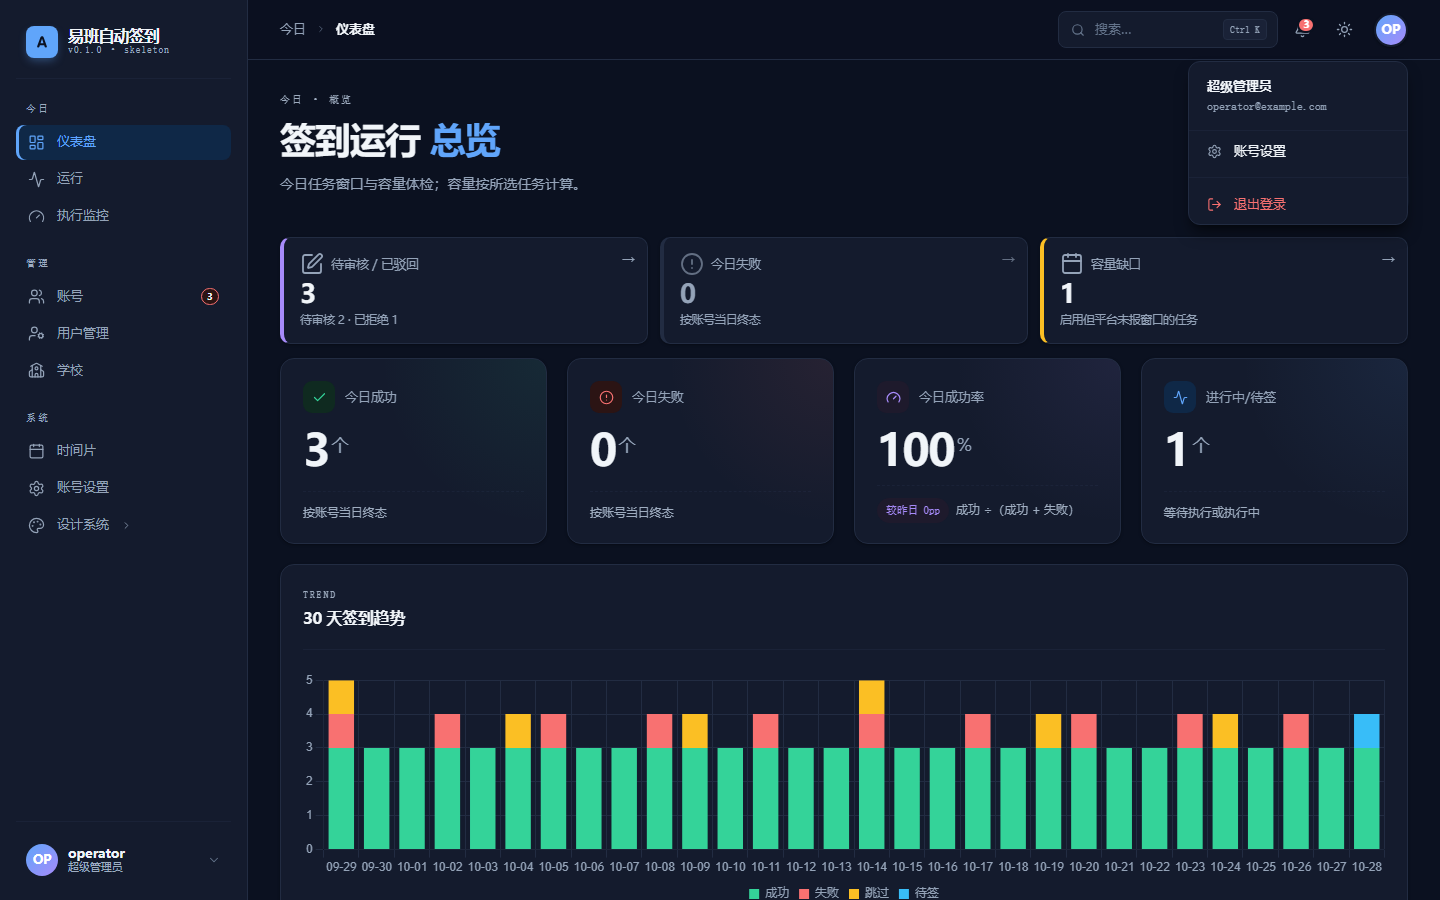 A
易班自动签到
v0.1.0 • skeleton
今日
仪表盘
运行
执行监控
管理
账号
3
用户管理
学校
系统
时间片
账号设置
设计系统
OP
operator
超级管理员
今日 › 仪表盘
搜索...
Ctrl K
3
OP
超级管理员
operator@example.com
账号设置
退出登录
今日 • 概览
签到运行 总览
今日任务窗口与容量体检；容量按所选任务计算。
待审核 / 已驳回 →
3
待审核 2 · 已拒绝 1
今日失败 →
0
按账号当日终态
容量缺口 →
1
启用但平台未报窗口的任务
今日成功
3个
按账号当日终态
今日失败
0个
按账号当日终态
今日成功率
100%
较昨日 0pp 成功 ÷（成功 + 失败）
进行中/待签
1个
等待执行或执行中
TREND
30 天签到趋势
5
4
3
2
1
0
09-29 09-30 10-01 10-02 10-03 10-04 10-05 10-06 10-07 10-08 10-09 10-10 10-11 10-12 10-13 10-14 10-15 10-16 10-17 10-18 10-19 10-20 10-21 10-22 10-23 10-24 10-25 10-26 10-27 10-28
成功 失败 跳过 待签